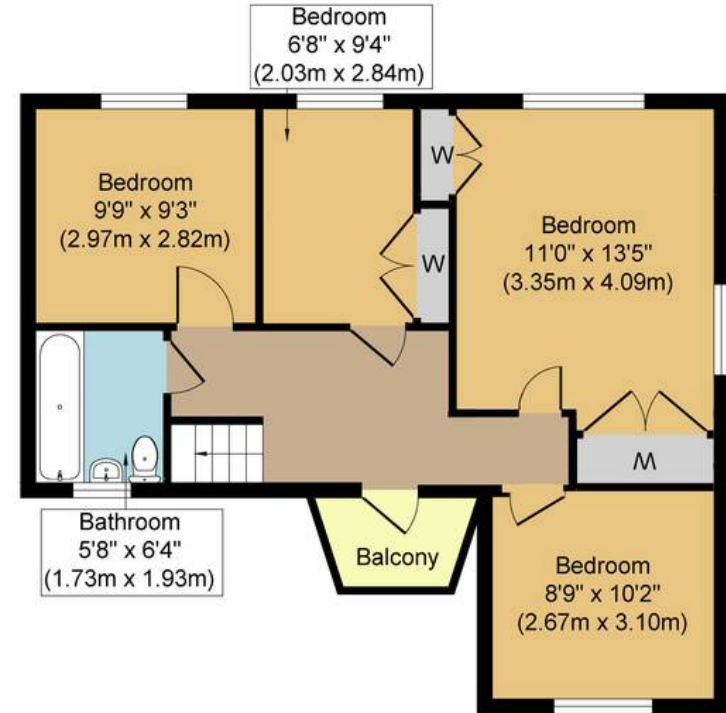 Bedroom
6'8" x 9'4"
(2.03m x 2.84m)
Bedroom
9'9" x 9'3"
(2.97m x 2.82m)
W
W
Bedroom
11'0" x 13'5"
(3.35m x 4.09m)
W
Bathroom
5'8" x 6'4"
(1.73m x 1.93m)
Balcony
Bedroom
8'9" x 10'2"
(2.67m x 3.10m)